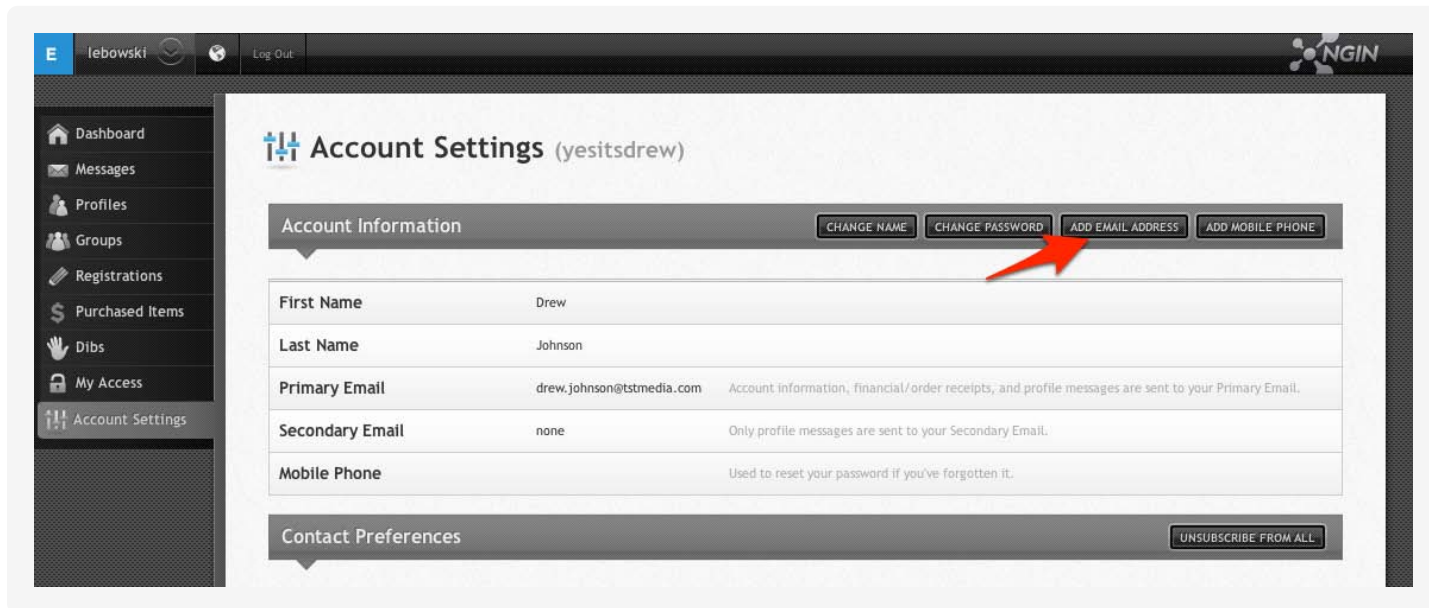 E lebowski Log Out NGIN
Dashboard
Messages
Profiles
Groups
Registrations
Purchased Items
Dibs
My Access
Account Settings
Account Settings (yesitsdrew)
Account Information CHANGE NAME CHANGE PASSWORD ADD EMAIL ADDRESS ADD MOBILE PHONE
First Name Drew
Last Name Johnson
Primary Email drew.johnson@tstmedia.com Account information, financial/order receipts, and profile messages are sent to your Primary Email.
Secondary Email none Only profile messages are sent to your Secondary Email.
Mobile Phone Used to reset your password if you've forgotten it.
Contact Preferences UNSUBSCRIBE FROM ALL